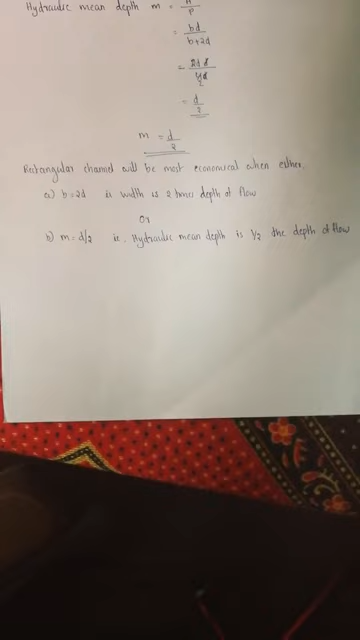 Hydraulic mean depth m = A/P
= bd/b+2d
= 2d d/4d
= d/2
m = d/2
Rectangular channel will be most economical when either,
a) b=2d ie width is 2 times depth of flow
Or
b) m=d/2 ie. Hydraulic mean depth is 1/2 the depth of flow